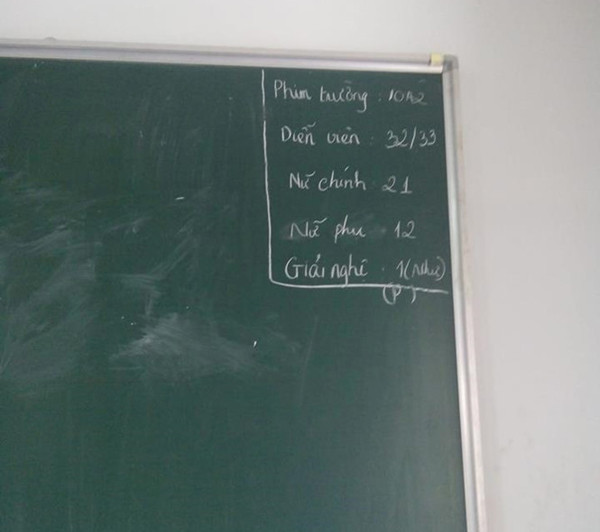 Phim trường : 10A2
Diễn viên : 32/33
Nữ chính : 21
Nữ phụ : 12
Giải nghệ : 1 (Như)
(P)